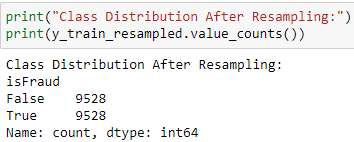 print("Class Distribution After Resampling:")
print(y_train_resampled.value_counts())
Class Distribution After Resampling:
isFraud
False    9528
True     9528
Name: count, dtype: int64